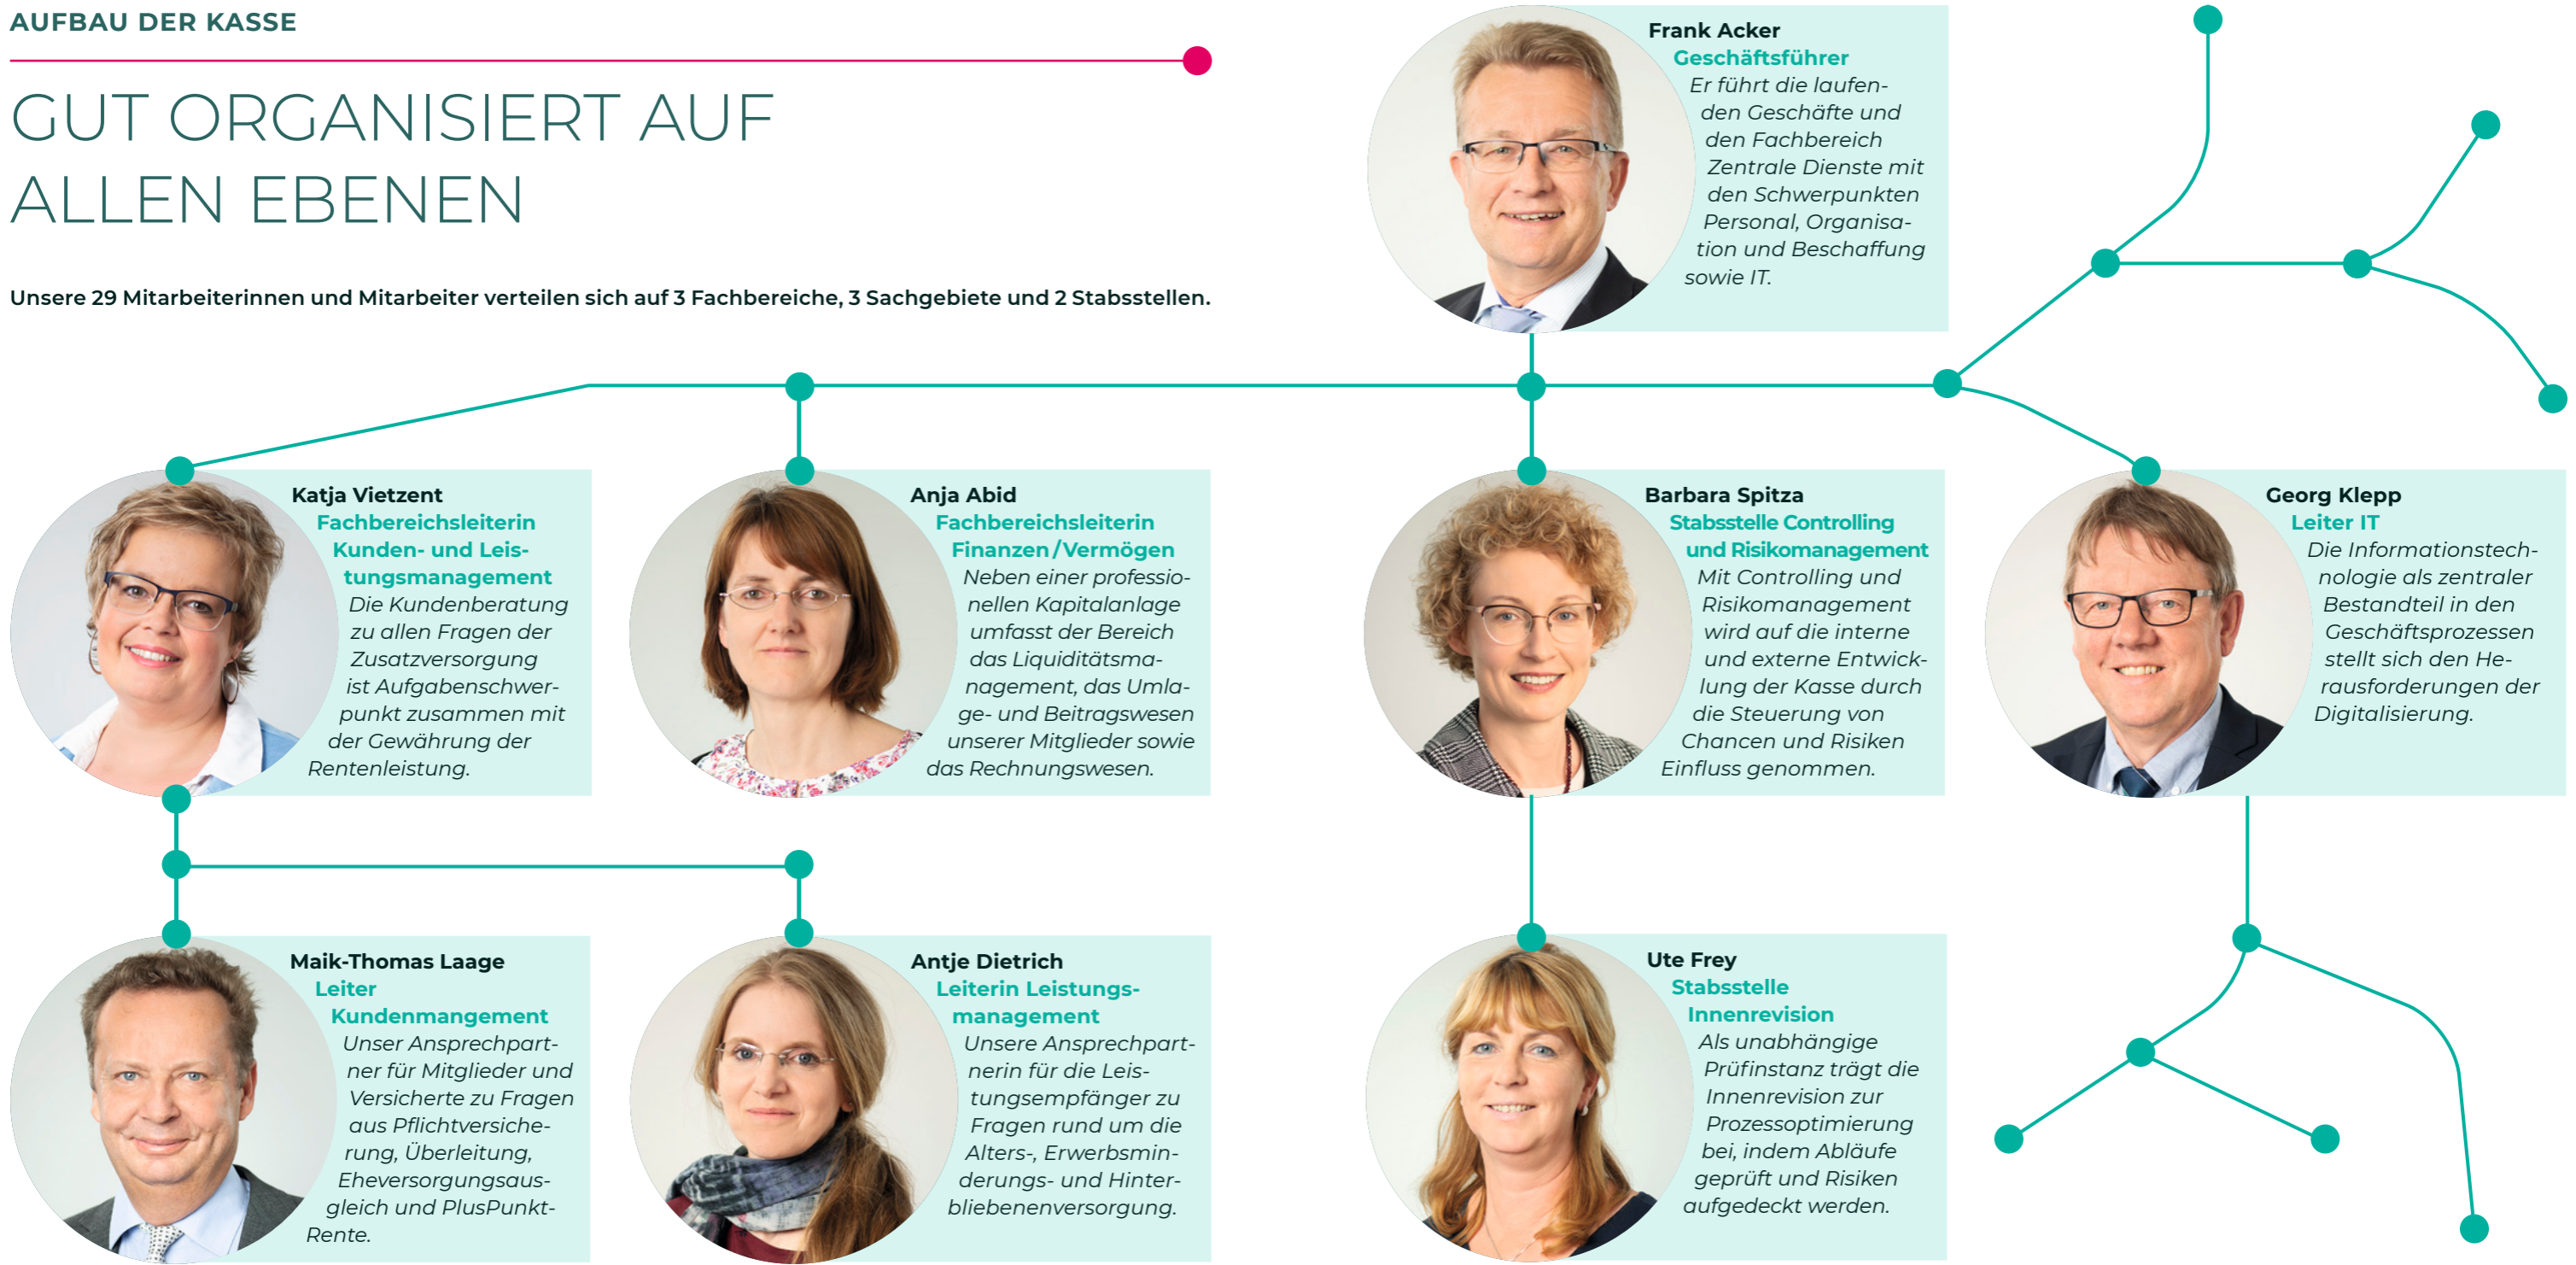 AUFBAU DER KASSE
GUT ORGANISIERT AUF
ALLEN EBENEN
Unsere 29 Mitarbeiterinnen und Mitarbeiter verteilen sich auf 3 Fachbereiche, 3 Sachgebiete und 2 Stabsstellen.
Frank Acker
Geschäftsführer
Er führt die laufen-
den Geschäfte und
den Fachbereich
Zentrale Dienste mit
den Schwerpunkten
Personal, Organisa-
tion und Beschaffung
sowie IT.
Katja Vietzent
Fachbereichsleiterin
Kunden- und Leis-
tungsmanagement
Die Kundenberatung
zu allen Fragen der
Zusatzversorgung
ist Aufgabenschwer-
punkt zusammen mit
der Gewährung der
Rentenleistung.
Anja Abid
Fachbereichsleiterin
Finanzen/Vermögen
Neben einer professio-
nellen Kapitalanlage
umfasst der Bereich
das Liquiditätsma-
nagement, das Umla-
ge- und Beitragswesen
unserer Mitglieder sowie
das Rechnungswesen.
Barbara Spitza
Stabsstelle Controlling
und Risikomanagement
Mit Controlling und
Risikomanagement
wird auf die interne
und externe Entwick-
lung der Kasse durch
die Steuerung von
Chancen und Risiken
Einfluss genommen.
Georg Klepp
Leiter IT
Die Informationstech-
nologie als zentraler
Bestandteil in den
Geschäftsprozessen
stellt sich den He-
rausforderungen der
Digitalisierung.
Maik-Thomas Laage
Leiter
Kundenmangement
Unser Ansprechpart-
ner für Mitglieder und
Versicherte zu Fragen
aus Pflichtversiche-
rung, Überleitung,
Eheversorgungsaus-
gleich und PlusPunkt-
Rente.
Antje Dietrich
Leiterin Leistungs-
management
Unsere Ansprechpart-
nerin für die Leis-
tungsempfänger zu
Fragen rund um die
Alters-, Erwerbsmin-
derungs- und Hinter-
bliebenenversorgung.
Ute Frey
Stabsstelle
Innenrevision
Als unabhängige
Prüfinstanz trägt die
Innenrevision zur
Prozessoptimierung
bei, indem Abläufe
geprüft und Risiken
aufgedeckt werden.